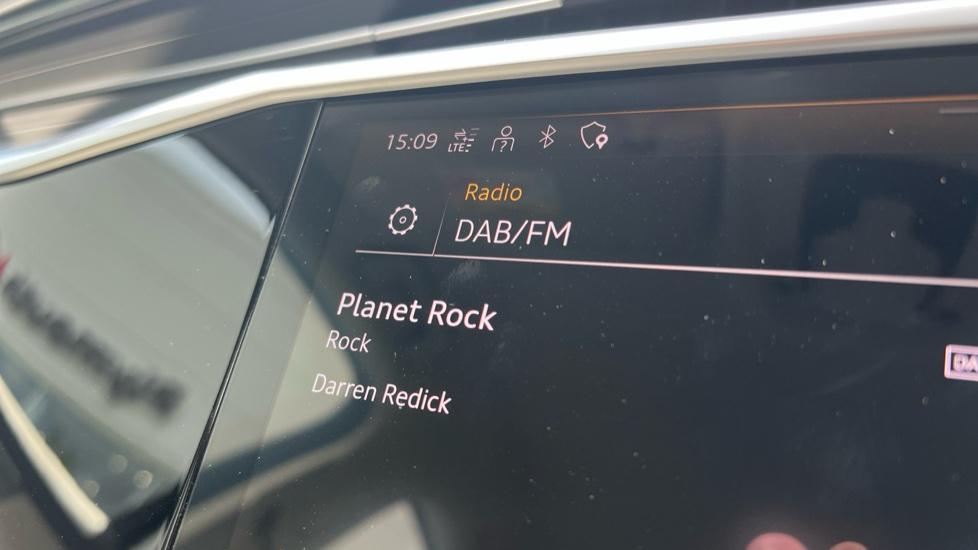 15:09 LTE ?
Radio
DAB/FM
Planet Rock
Rock
Darren Redick